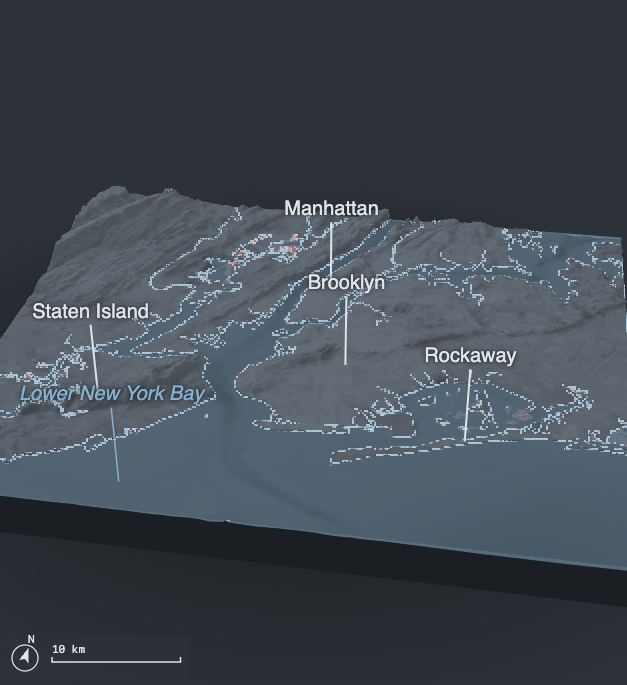 Manhattan
Brooklyn
Staten Island
Rockaway
Lower New York Bay
N
10 km